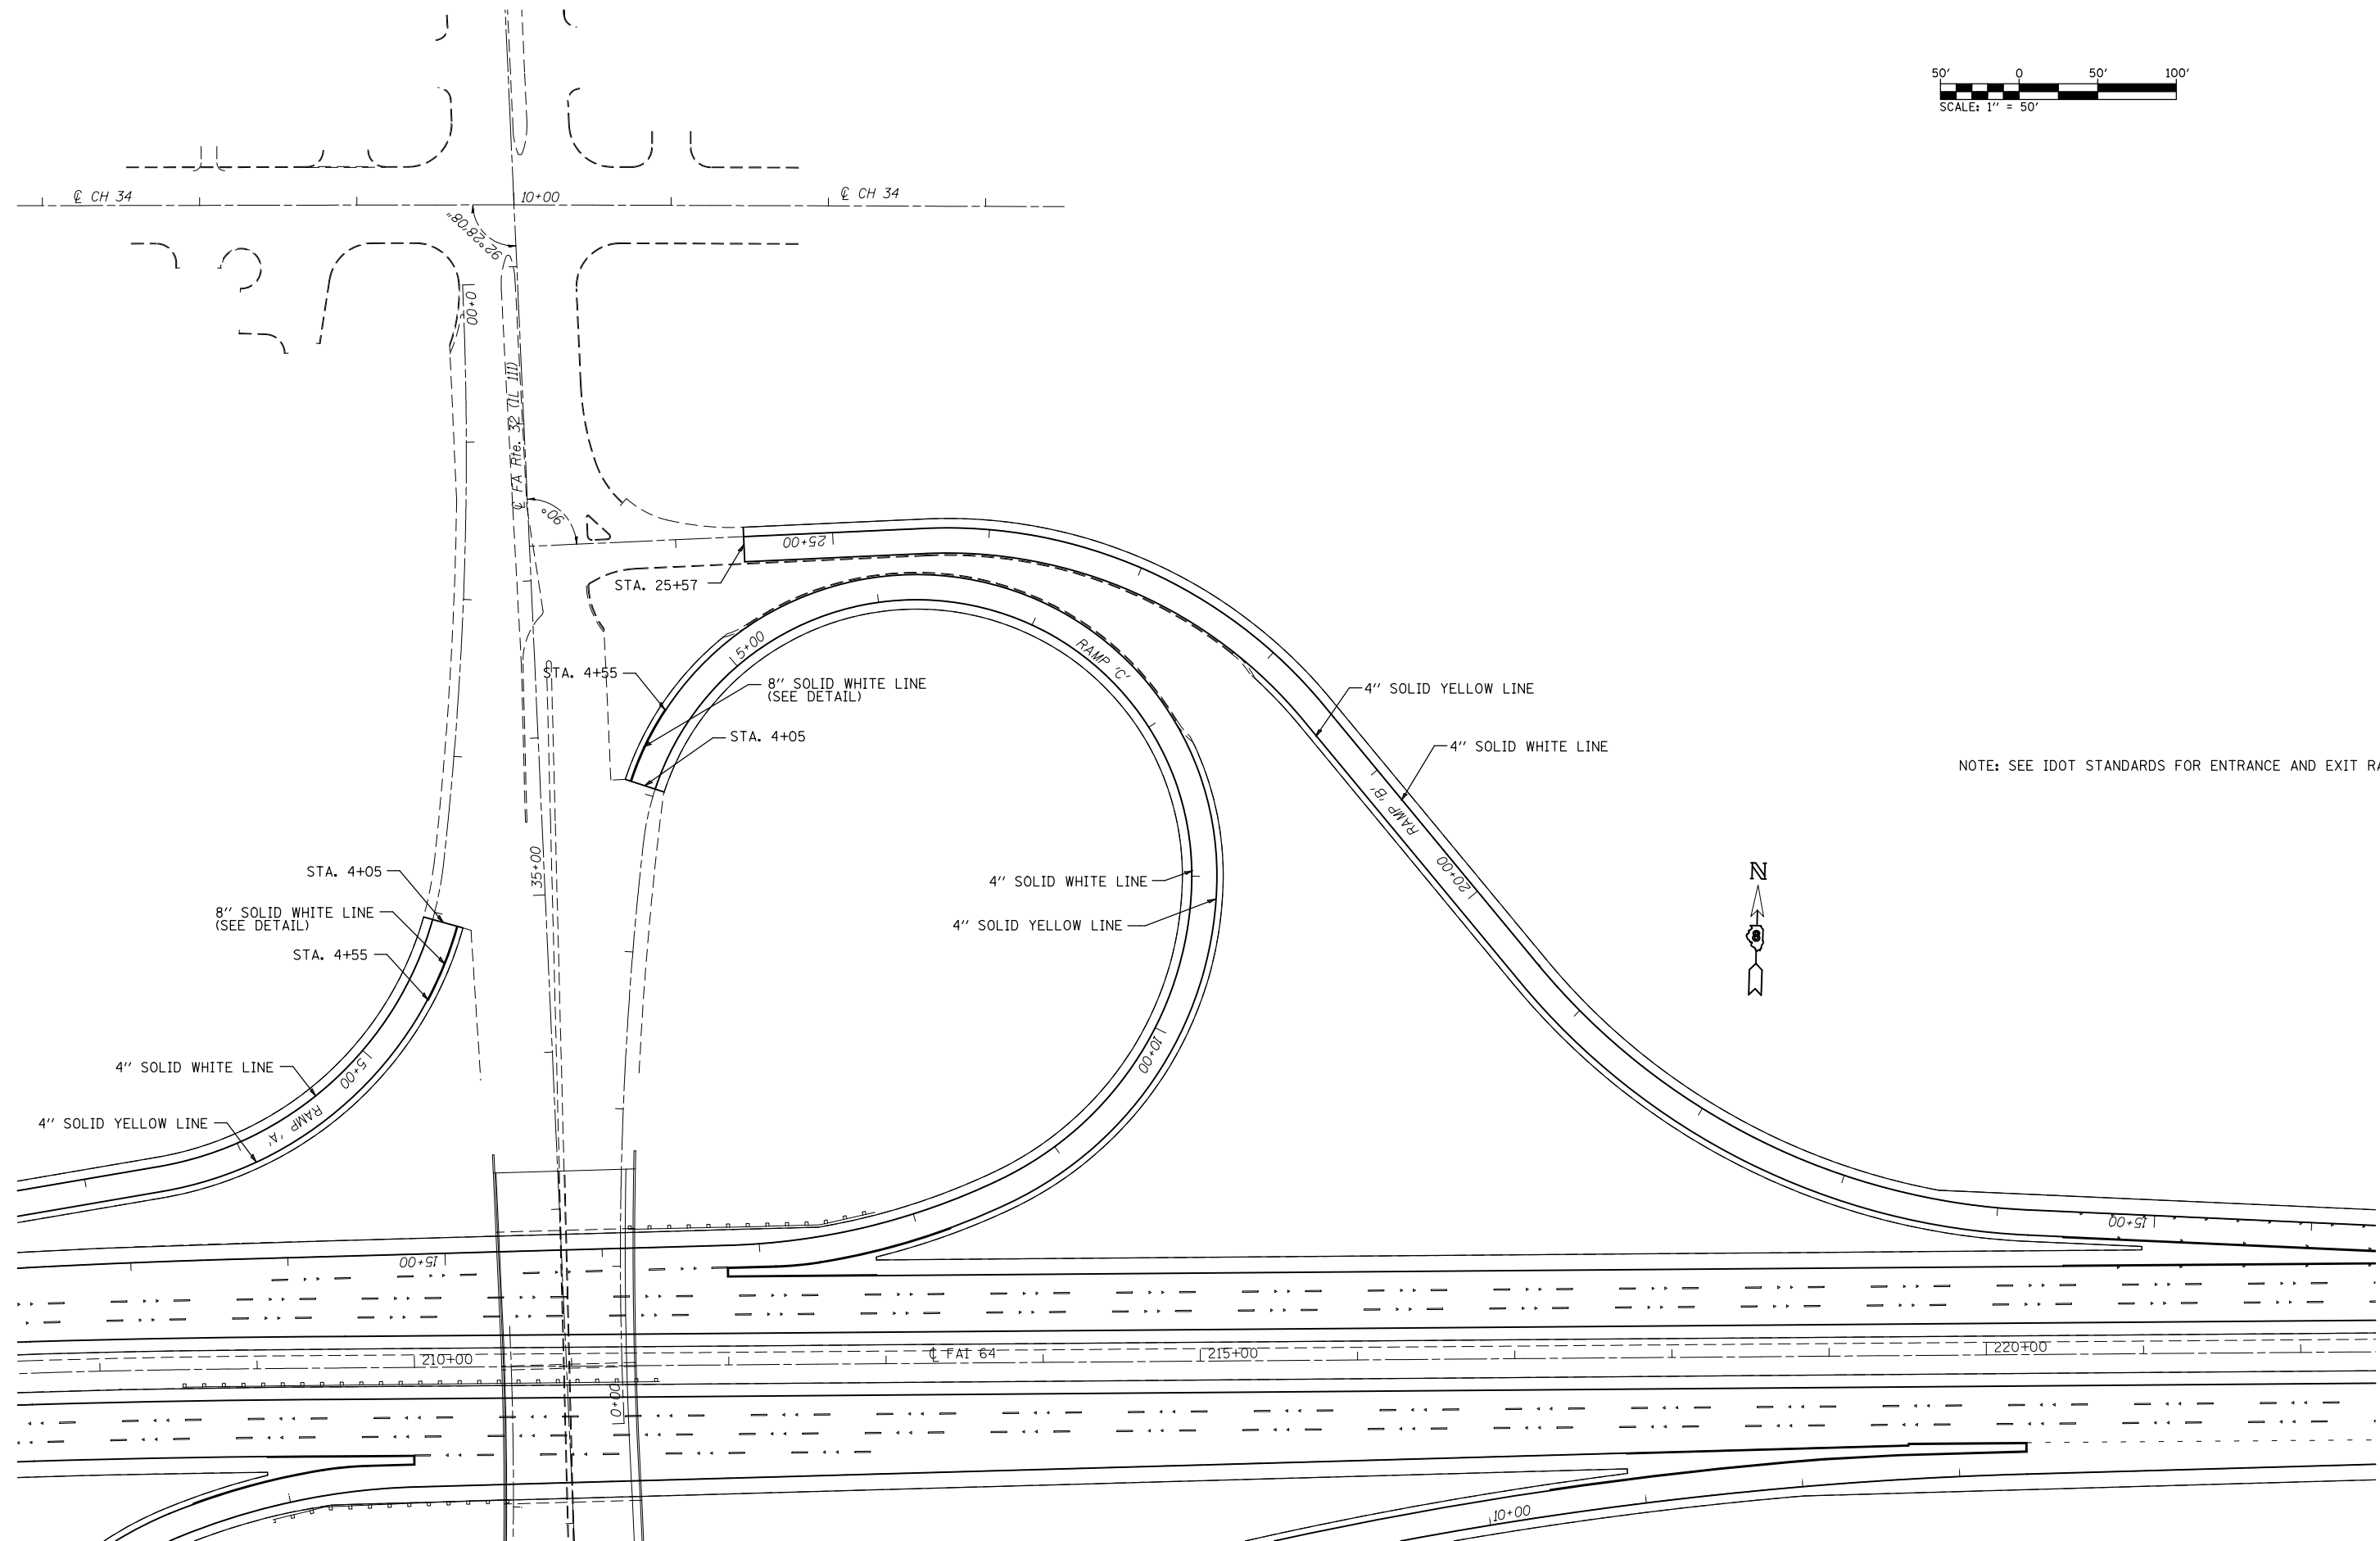 50' 0 50' 100'
SCALE: 1" = 50'
℄ CH 34
10+00
℄ CH 34
92°28'08"
0+00
℄ FA Rte. 32 (IL 111)
90°
25+00
STA. 25+57
5+00
RAMP 'C'
STA. 4+55
8" SOLID WHITE LINE
(SEE DETAIL)
4" SOLID YELLOW LINE
STA. 4+05
4" SOLID WHITE LINE
NOTE: SEE IDOT STANDARDS FOR ENTRANCE AND EXIT RA
RAMP 'B'
35+00
20+00
N
STA. 4+05
4" SOLID WHITE LINE
8" SOLID WHITE LINE
(SEE DETAIL)
4" SOLID YELLOW LINE
8
STA. 4+55
10+00
4" SOLID WHITE LINE
5+00
4" SOLID YELLOW LINE
RAMP 'A'
15+00
15+00
210+00
℄ FAI 64
215+00
220+00
0+00
10+00